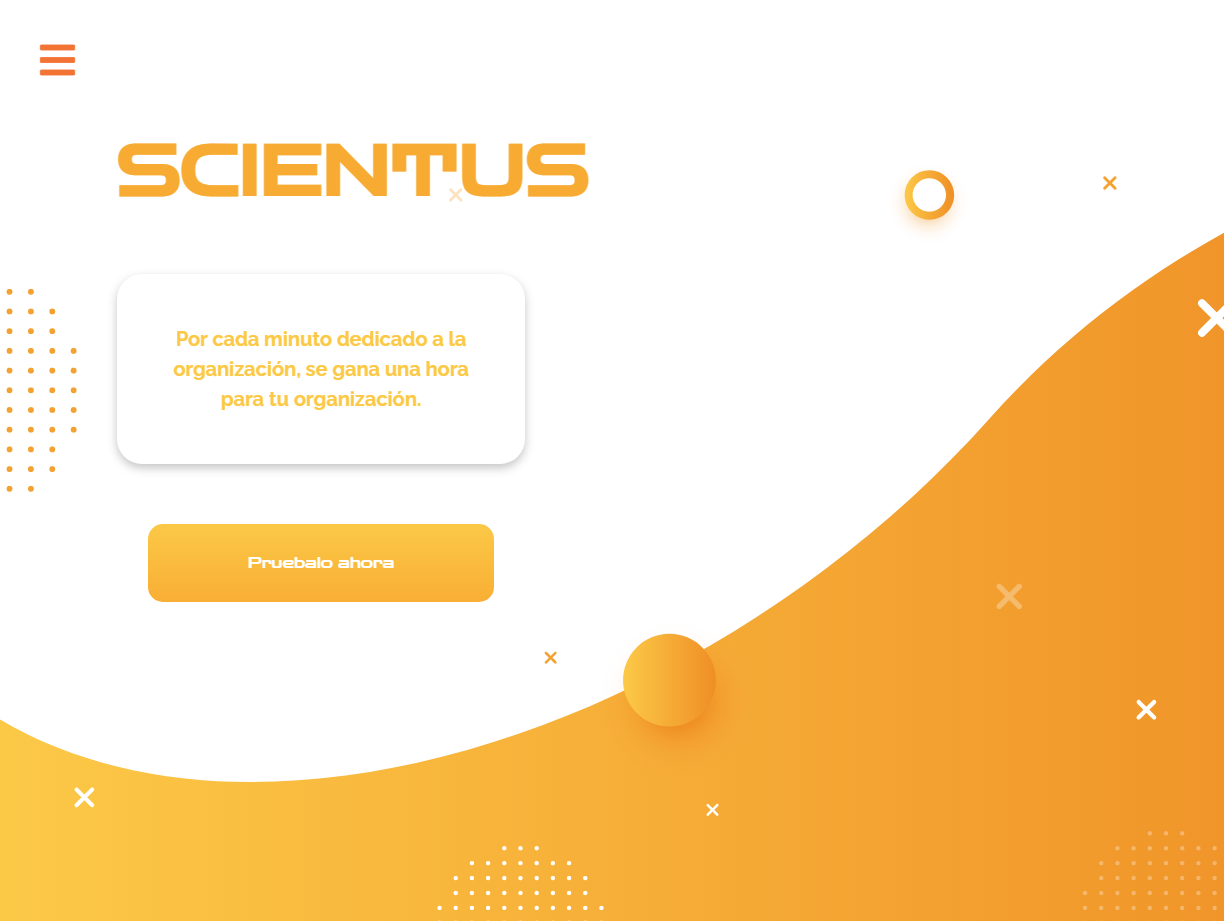 SCIENTUS
Por cada minuto dedicado a la
organización, se gana una hora
para tu organización.
Pruebalo ahora